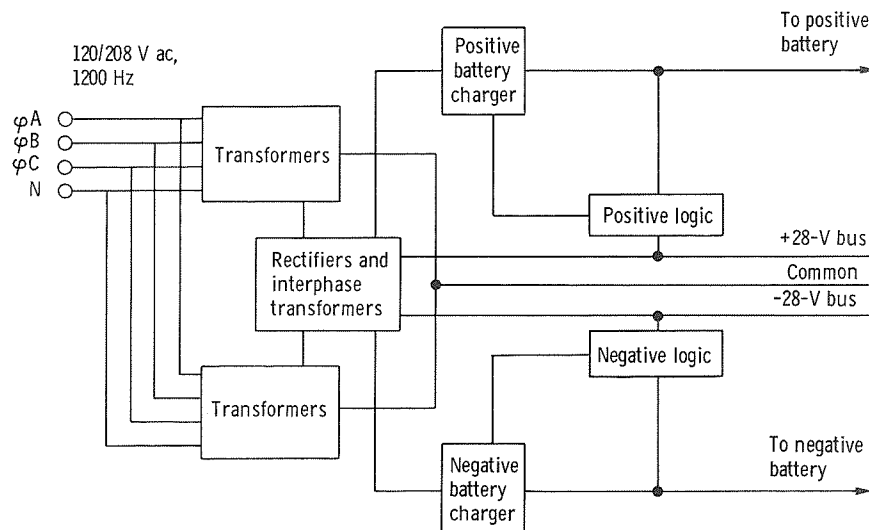 120/208 V ac,
1200 Hz
φA
φB
φC
N
Transformers
Rectifiers and
interphase
transformers
Transformers
Positive
battery
charger
To positive
battery
Positive logic
+28-V bus
Common
-28-V bus
Negative logic
Negative
battery
charger
To negative
battery